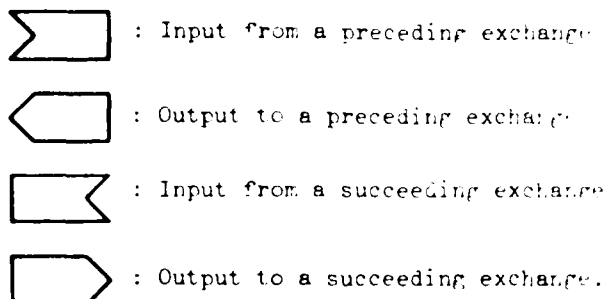 : Input from a preceding exchange
: Output to a preceding exchange
: Input from a succeeding exchange
: Output to a succeeding exchange.